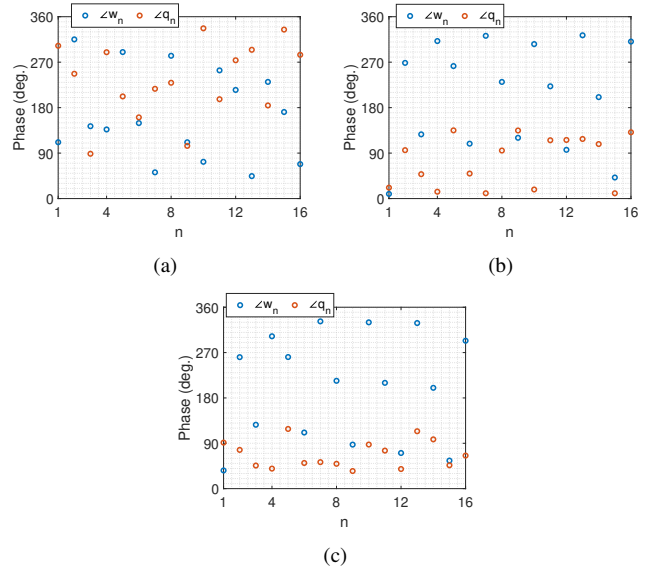 ∠w_n ∠q_n
360
270
180
90
0
Phase (deg.)
1 4 8 12 16
n
(a)
∠w_n ∠q_n
360
270
180
90
0
Phase (deg.)
1 4 8 12 16
n
(b)
∠w_n ∠q_n
360
270
180
90
0
Phase (deg.)
1 4 8 12 16
n
(c)